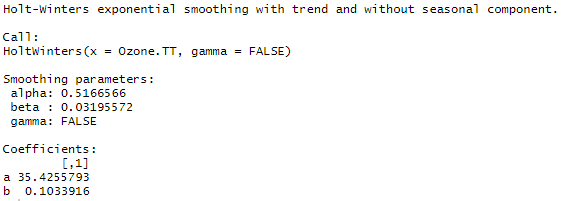 Holt-Winters exponential smoothing with trend and without seasonal component.
Call:
HoltWinters(x = Ozone.TT, gamma = FALSE)
Smoothing parameters:
 alpha: 0.5166566
 beta : 0.03195572
 gamma: FALSE
Coefficients:
        [,1]
a 35.4255793
b  0.1033916